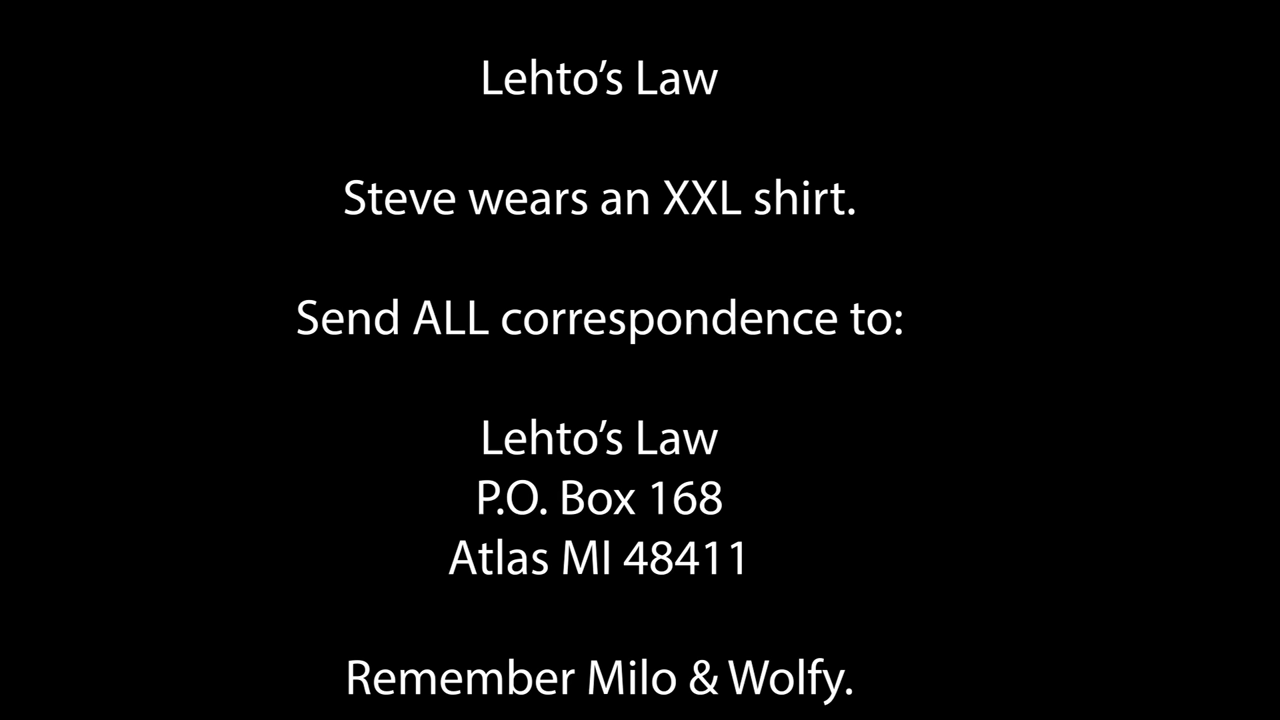 Lehto’s Law
Steve wears an XXL shirt.
Send ALL correspondence to:
Lehto’s Law
P.O. Box 168
Atlas MI 48411
Remember Milo & Wolfy.